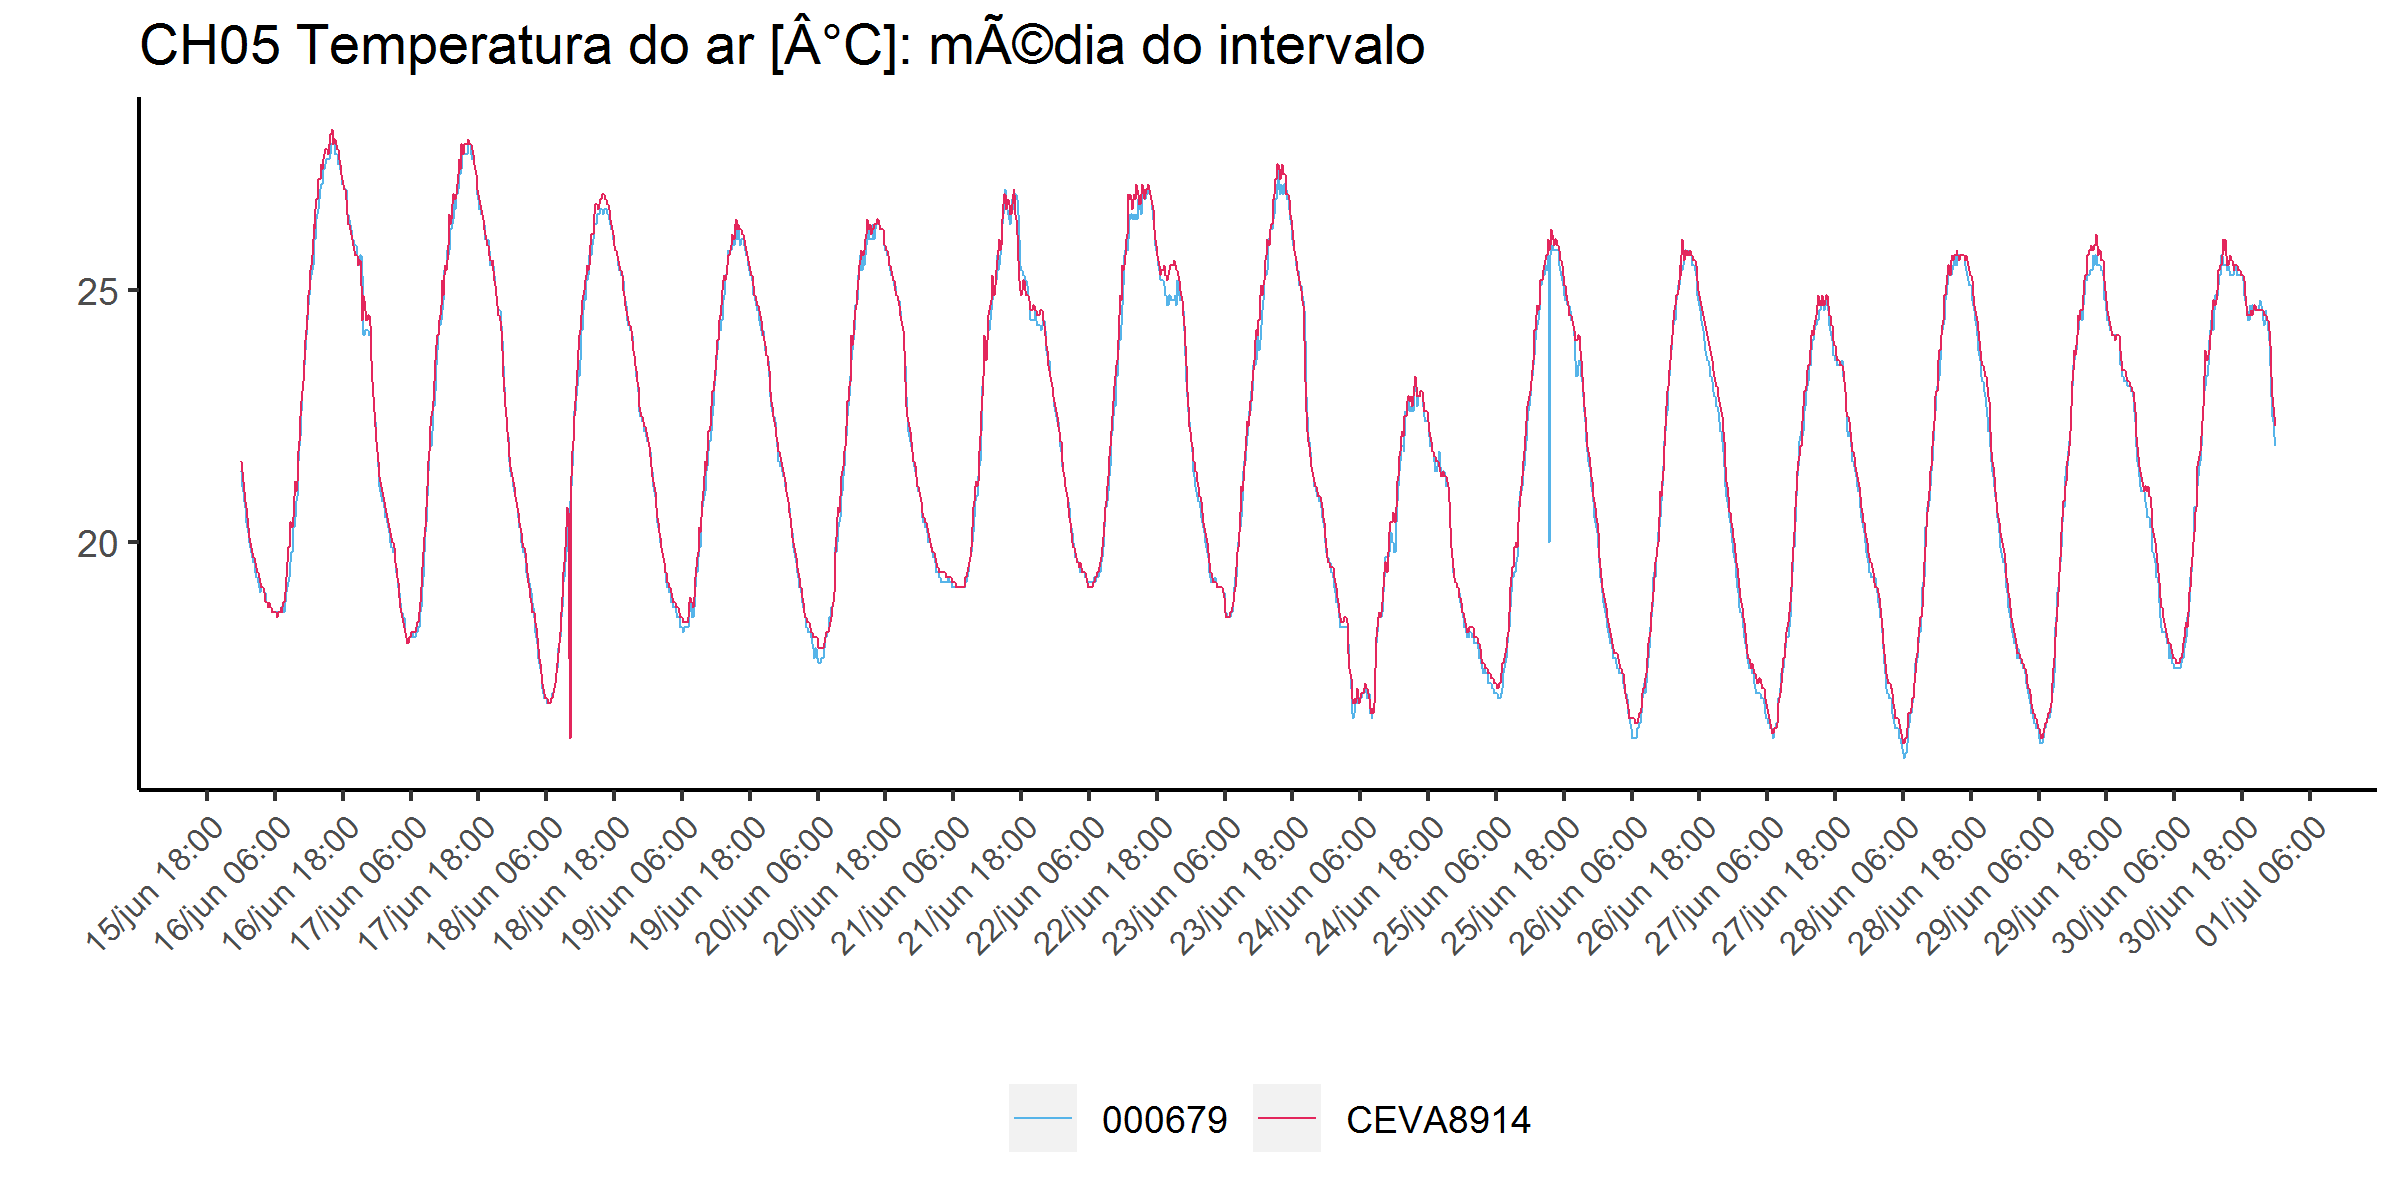 CH05 Temperatura do ar [Â°C]: mÃ©dia do intervalo
25
20
15/jun 18:00
16/jun 06:00
16/jun 18:00
17/jun 06:00
17/jun 18:00
18/jun 06:00
18/jun 18:00
19/jun 06:00
19/jun 18:00
20/jun 06:00
20/jun 18:00
21/jun 06:00
21/jun 18:00
22/jun 06:00
22/jun 18:00
23/jun 06:00
23/jun 18:00
24/jun 06:00
24/jun 18:00
25/jun 06:00
25/jun 18:00
26/jun 06:00
26/jun 18:00
27/jun 06:00
27/jun 18:00
28/jun 06:00
28/jun 18:00
29/jun 06:00
29/jun 18:00
30/jun 06:00
30/jun 18:00
01/jul 06:00
000679
CEVA8914